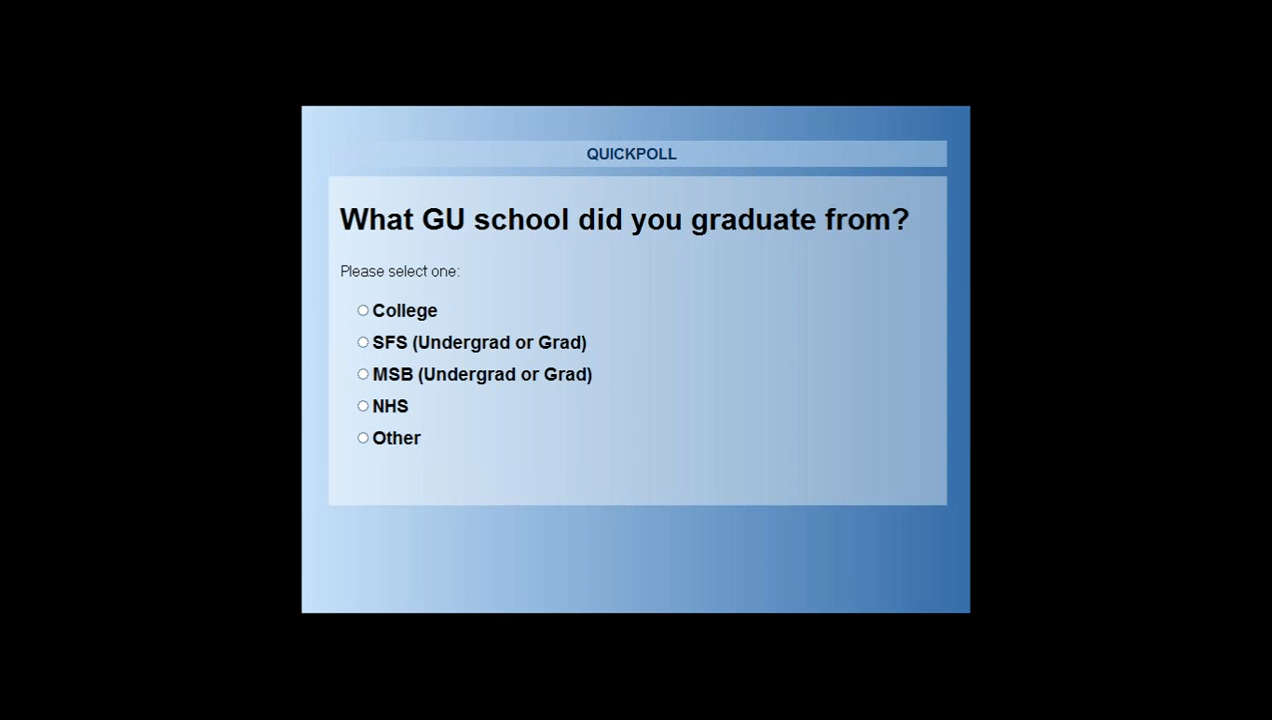 QUICKPOLL
What GU school did you graduate from?
Please select one:
College
SFS (Undergrad or Grad)
MSB (Undergrad or Grad)
NHS
Other